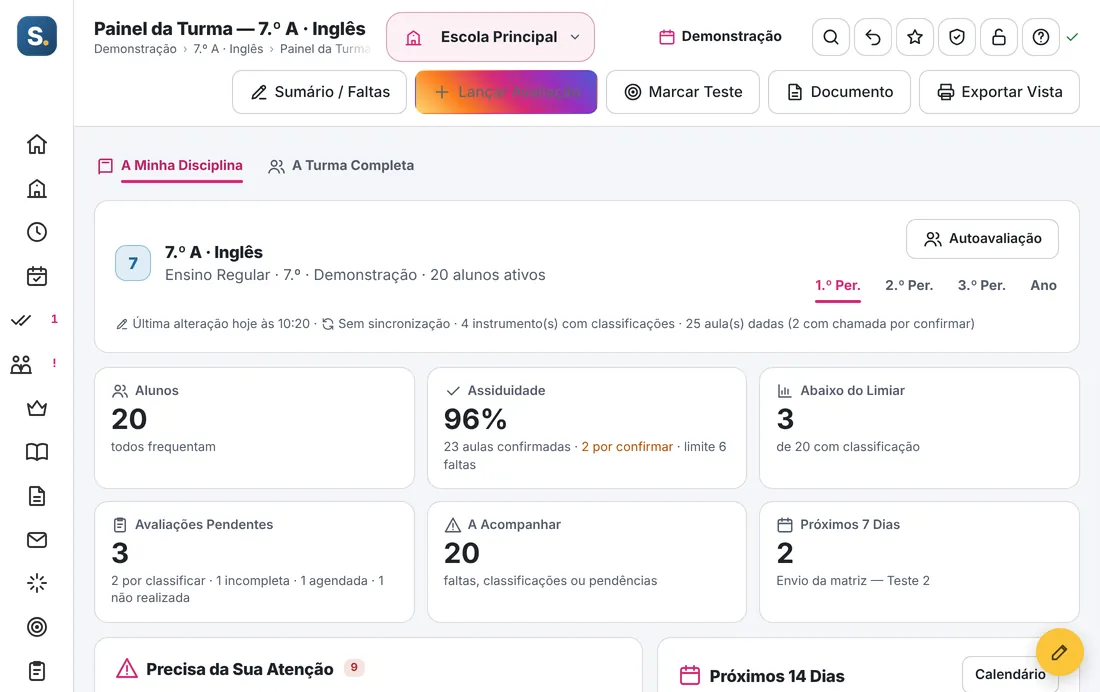 S.
Painel da Turma — 7.º A · Inglês
Demonstração › 7.º A · Inglês › Painel da Turma
Escola Principal
Demonstração
Sumário / Faltas
Lançar Avaliação
Marcar Teste
Documento
Exportar Vista
A Minha Disciplina
A Turma Completa
7
7.º A · Inglês
Ensino Regular · 7.º · Demonstração · 20 alunos ativos
Autoavaliação
1.º Per.
2.º Per.
3.º Per.
Ano
Última alteração hoje às 10:20 · Sem sincronização · 4 instrumento(s) com classificações · 25 aula(s) dadas (2 com chamada por confirmar)
1
!
Alunos
20
todos frequentam
Assiduidade
96%
23 aulas confirmadas · 2 por confirmar · limite 6
faltas
Abaixo do Limiar
3
de 20 com classificação
Avaliações Pendentes
3
2 por classificar · 1 incompleta · 1 agendada · 1
não realizada
A Acompanhar
20
faltas, classificações ou pendências
Próximos 7 Dias
2
Envio da matriz — Teste 2
Precisa da Sua Atenção
9
Próximos 14 Dias
Calendário